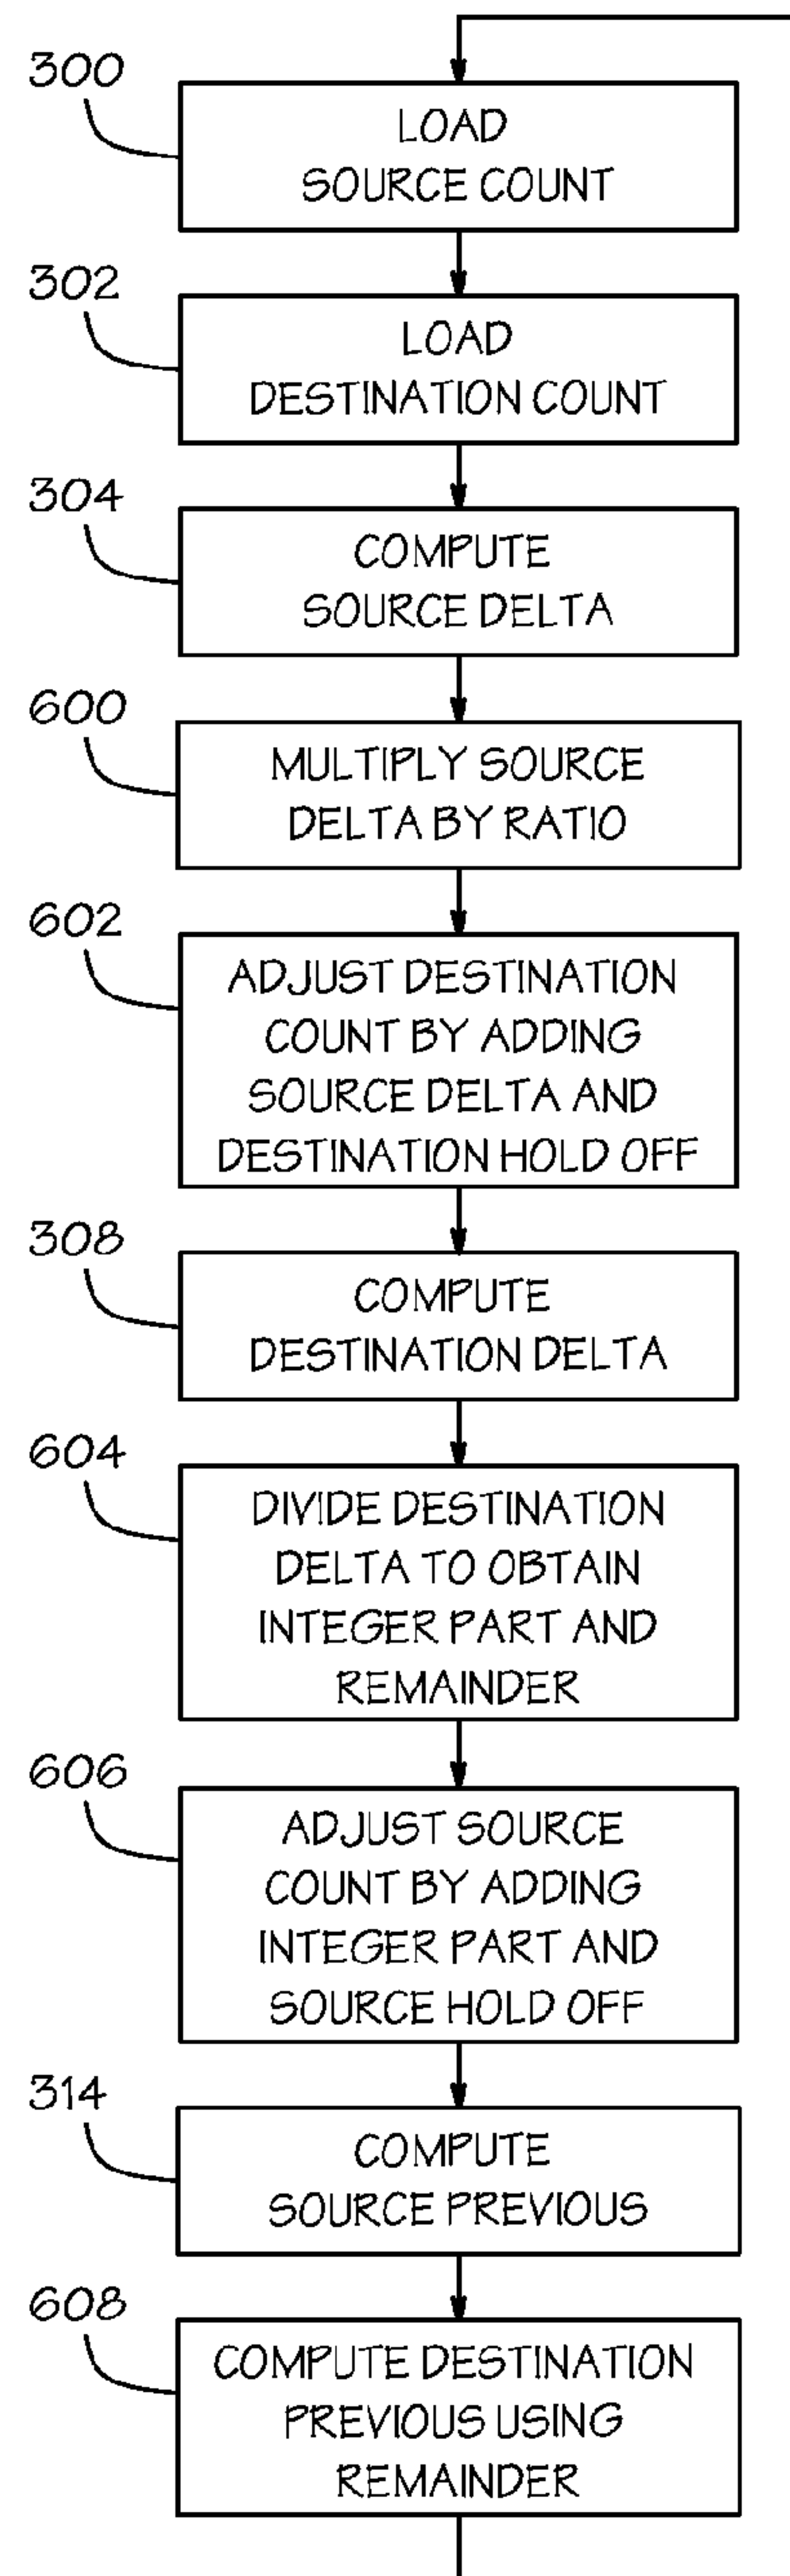 300
LOAD
SOURCE COUNT
302
LOAD
DESTINATION COUNT
304
COMPUTE
SOURCE DELTA
600
MULTIPLY SOURCE
DELTA BY RATIO
602
ADJUST DESTINATION
COUNT BY ADDING
SOURCE DELTA AND
DESTINATION HOLD OFF
308
COMPUTE
DESTINATION DELTA
604
DIVIDE DESTINATION
DELTA TO OBTAIN
INTEGER PART AND
REMAINDER
606
ADJUST SOURCE
COUNT BY ADDING
INTEGER PART AND
SOURCE HOLD OFF
314
COMPUTE
SOURCE PREVIOUS
608
COMPUTE DESTINATION
PREVIOUS USING
REMAINDER